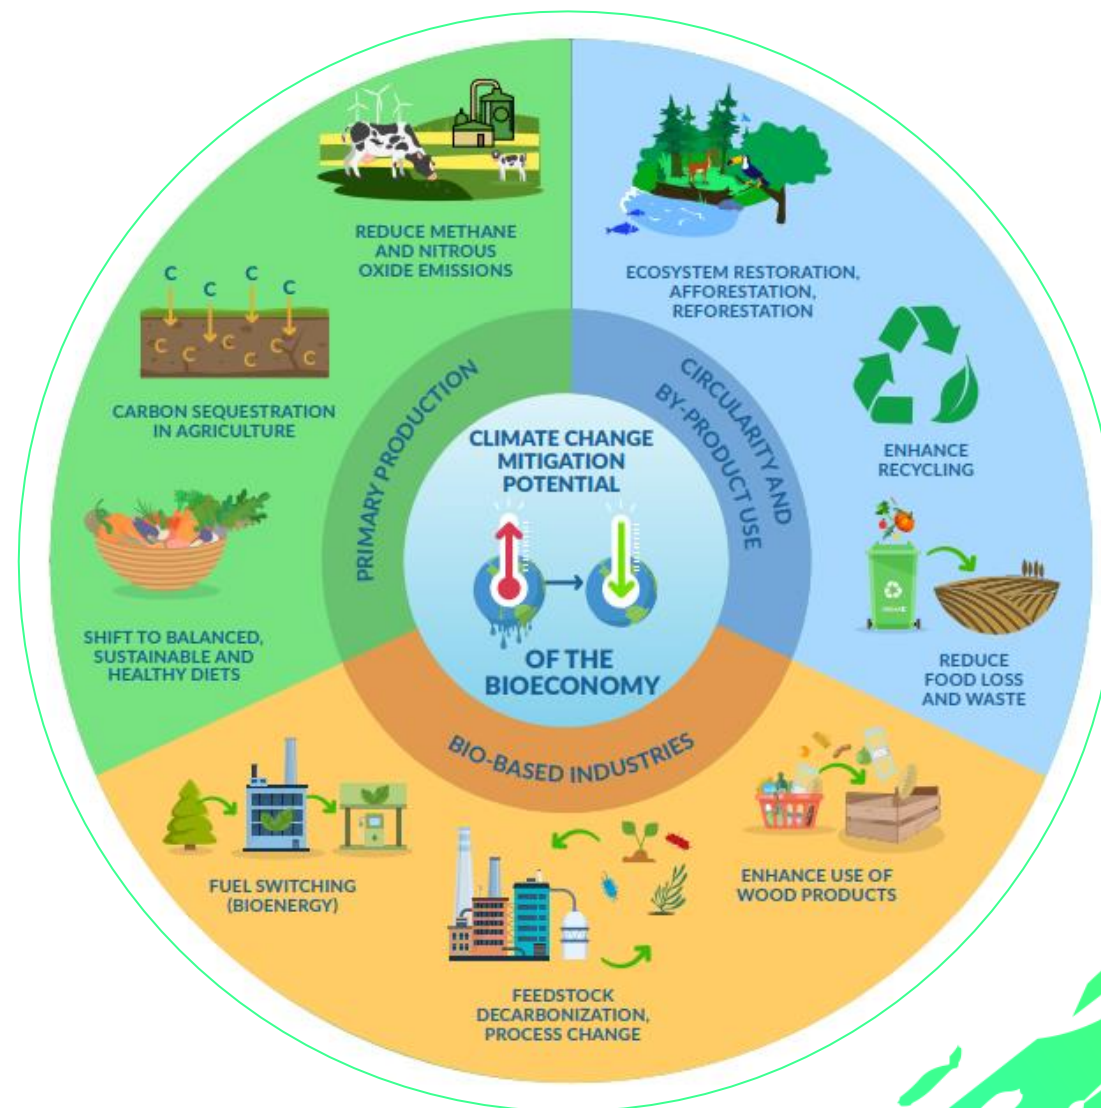 REDUCE METHANE
AND NITROUS
OXIDE EMISSIONS
ECOSYSTEM RESTORATION,
AFFORESTATION,
REFORESTATION
C
C
C
C
C
C
C
C
C
C
CARBON SEQUESTRATION
IN AGRICULTURE
ENHANCE
RECYCLING
PRIMARY PRODUCTION
CIRCULARITY AND
BY-PRODUCT USE
CLIMATE CHANGE
MITIGATION
POTENTIAL
OF THE
BIOECONOMY
SHIFT TO BALANCED,
SUSTAINABLE AND
HEALTHY DIETS
REDUCE
FOOD LOSS
AND WASTE
BIO-BASED INDUSTRIES
FUEL SWITCHING
(BIOENERGY)
ENHANCE USE OF
WOOD PRODUCTS
FEEDSTOCK
DECARBONIZATION,
PROCESS CHANGE